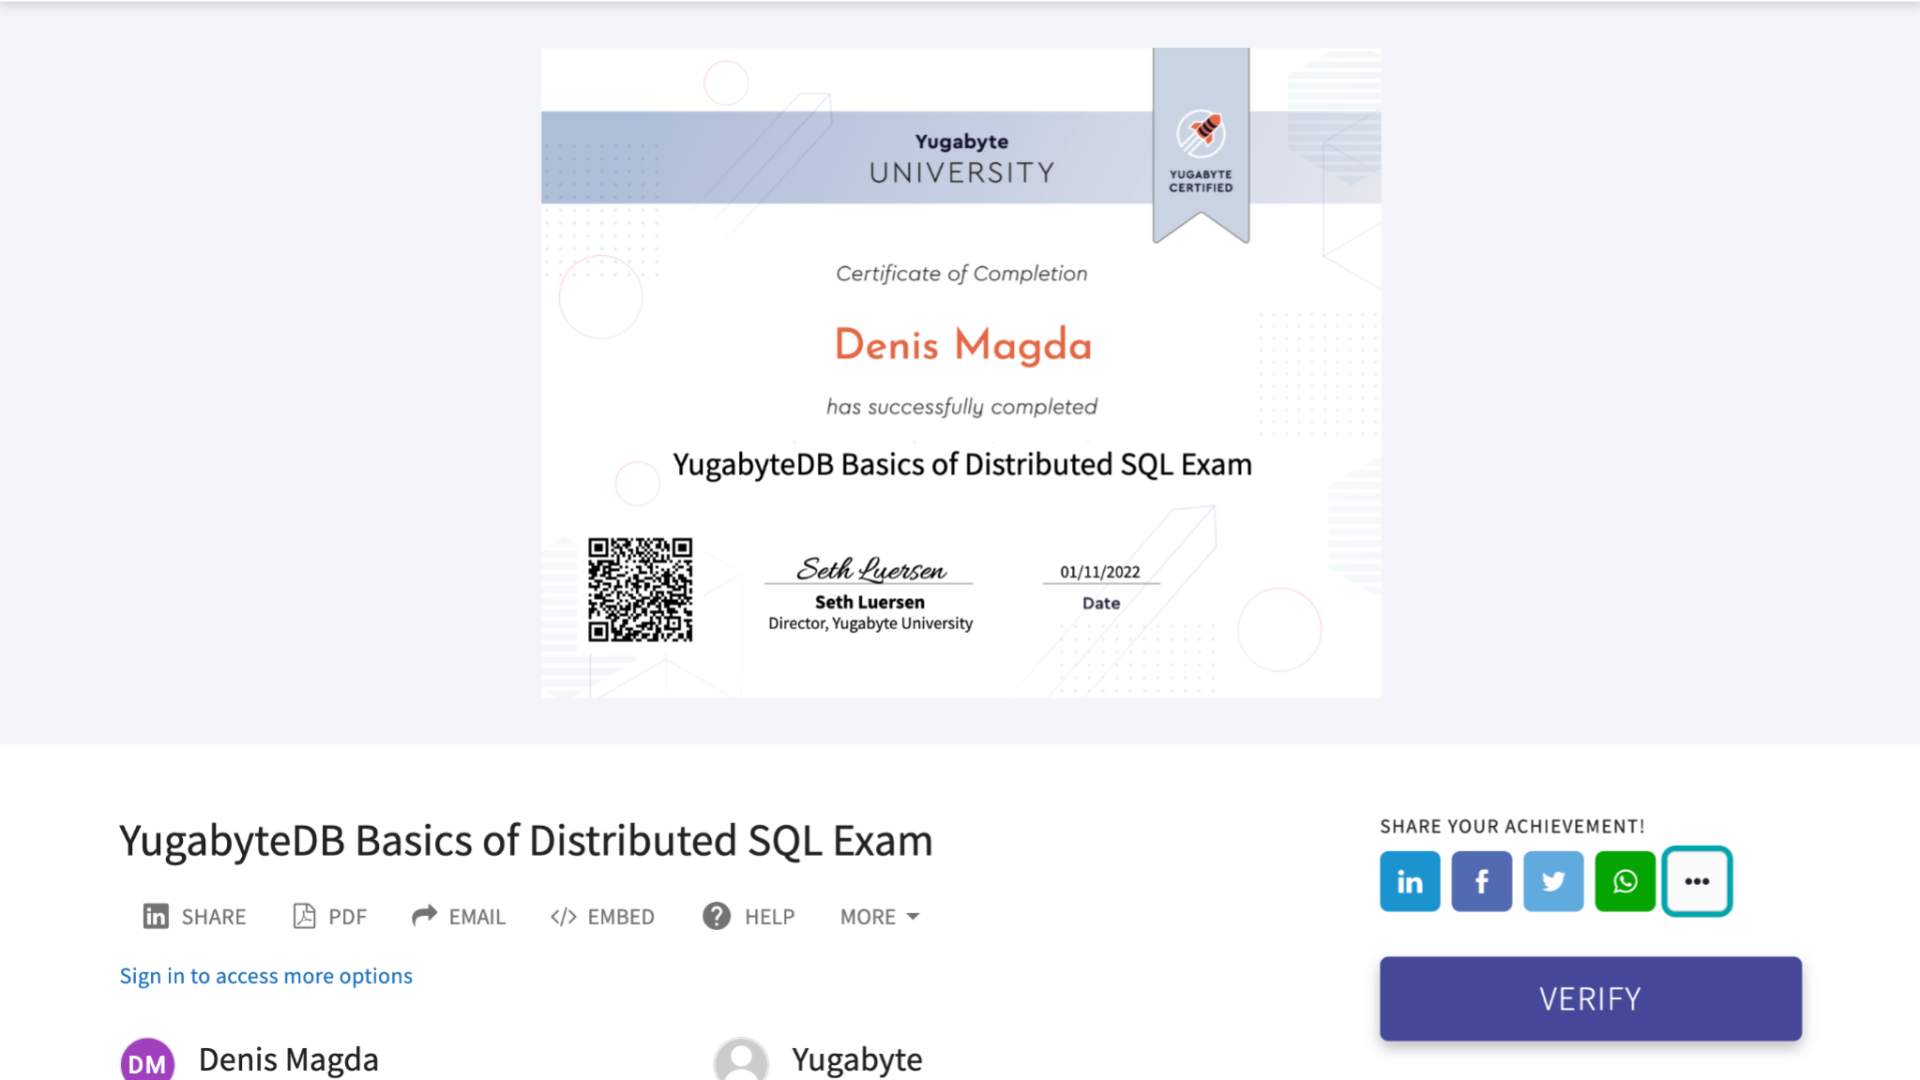 Yugabyte
UNIVERSITY
YUGABYTE
CERTIFIED
Certificate of Completion
Denis Magda
has successfully completed
YugabyteDB Basics of Distributed SQL Exam
Seth Luersen
Seth Luersen
Director, Yugabyte University
01/11/2022
Date
YugabyteDB Basics of Distributed SQL Exam
in SHARE
PDF
EMAIL
</> EMBED
? HELP
MORE
Sign in to access more options
DM Denis Magda
Yugabyte
SHARE YOUR ACHIEVEMENT!
in f
VERIFY